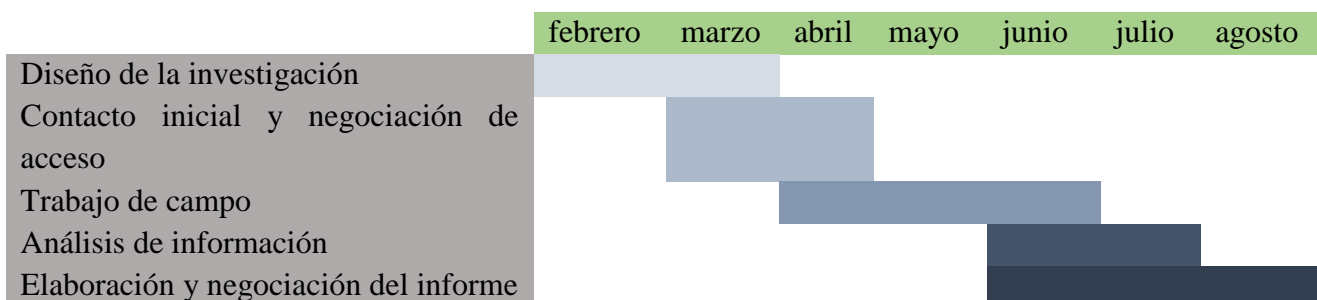 febrero marzo abril mayo junio julio agosto
Diseño de la investigación
Contacto inicial y negociación de
acceso
Trabajo de campo
Análisis de información
Elaboración y negociación del informe